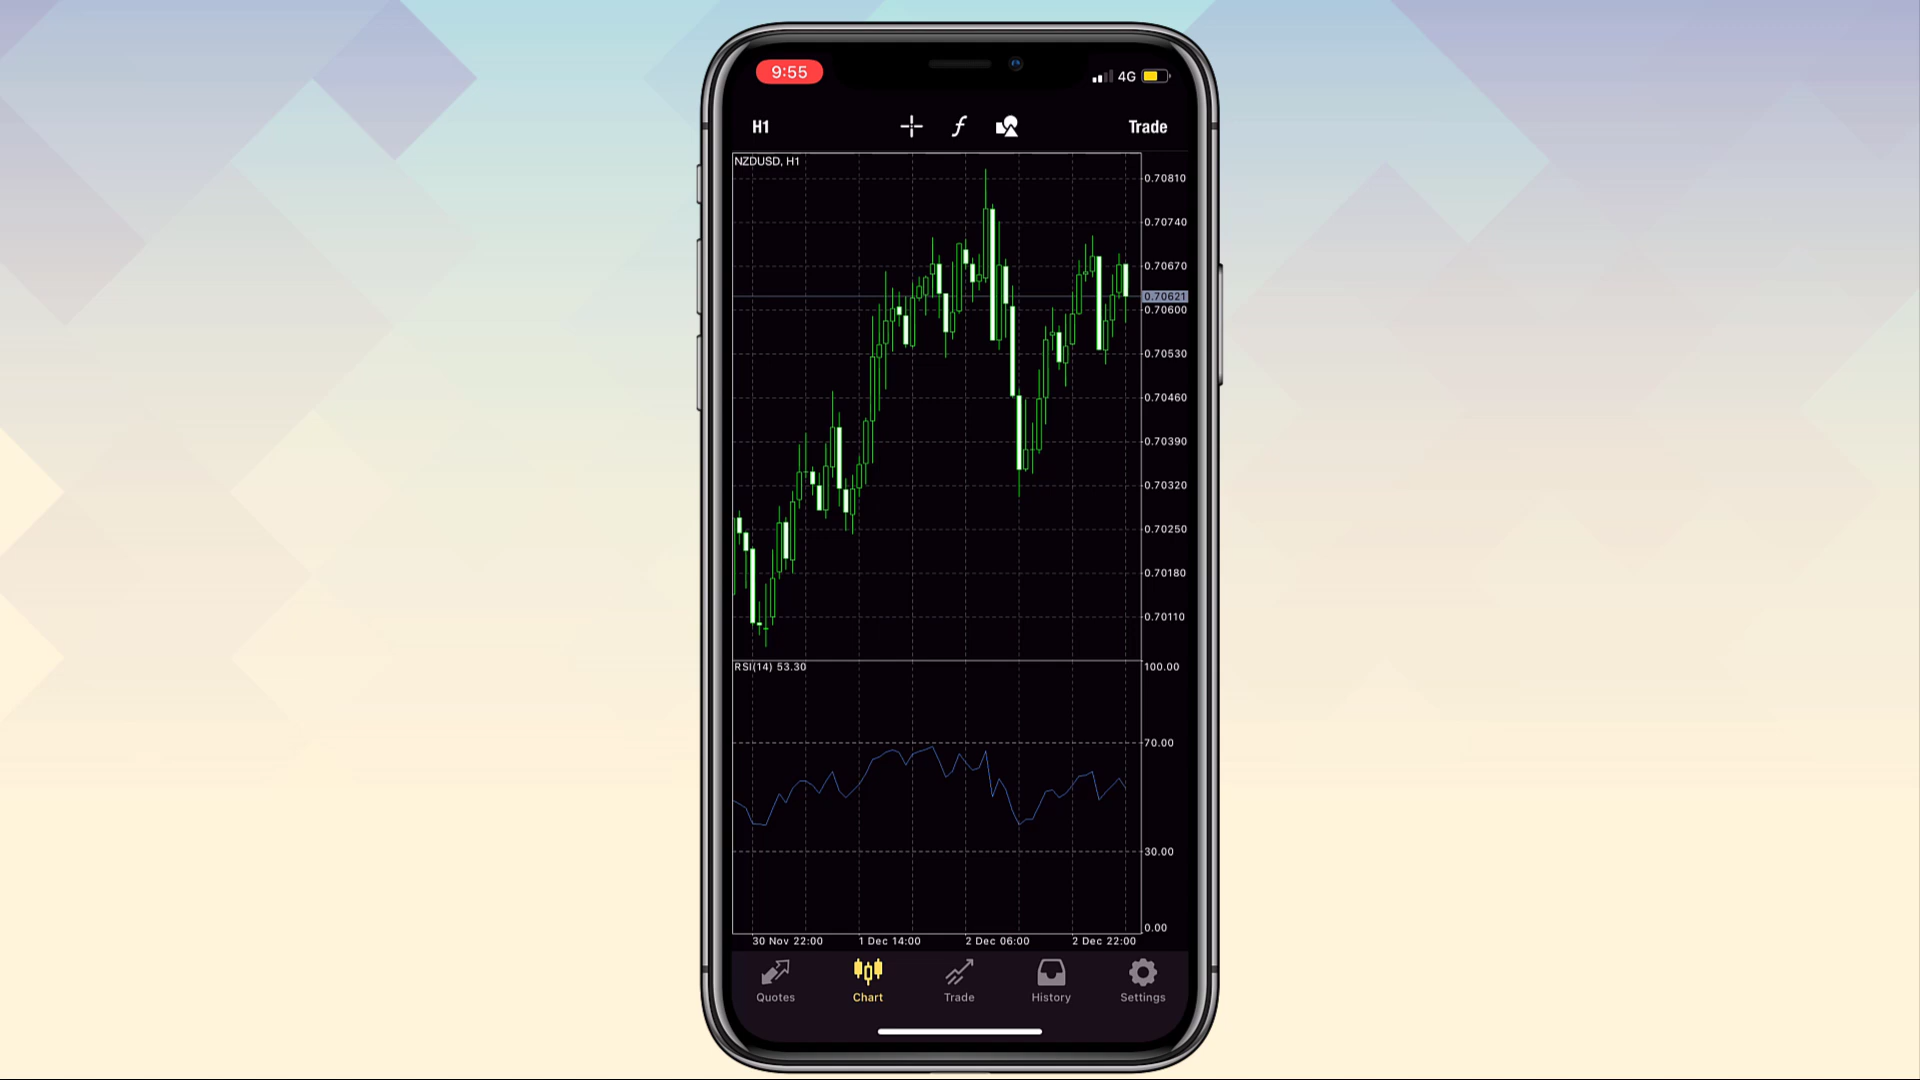 9:55
4G
H1
f
Trade
NZDUSD, H1
0.70810
0.70740
0.70670
0.70621
0.70600
0.70530
0.70460
0.70390
0.70320
0.70250
0.70180
0.70110
RSI(14) 53.30
100.00
70.00
30.00
0.00
30 Nov 22:00
1 Dec 14:00
2 Dec 06:00
2 Dec 22:00
Quotes
Chart
Trade
History
Settings